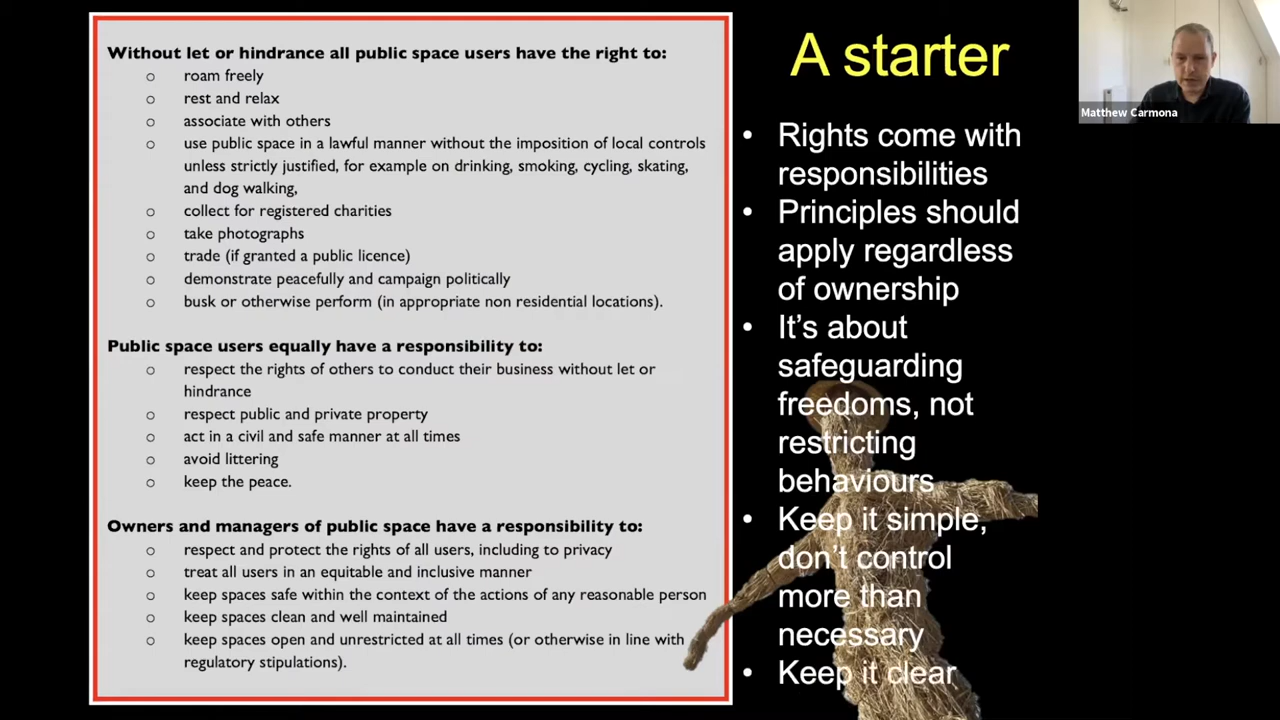 Without let or hindrance all public space users have the right to:
o roam freely
o rest and relax
o associate with others
o use public space in a lawful manner without the imposition of local controls
unless strictly justified, for example on drinking, smoking, cycling, skating,
and dog walking,
o collect for registered charities
o take photographs
o trade (if granted a public licence)
o demonstrate peacefully and campaign politically
o busk or otherwise perform (in appropriate non residential locations).
Public space users equally have a responsibility to:
o respect the rights of others to conduct their business without let or
hindrance
o respect public and private property
o act in a civil and safe manner at all times
o avoid littering
o keep the peace.
Owners and managers of public space have a responsibility to:
o respect and protect the rights of all users, including to privacy
o treat all users in an equitable and inclusive manner
o keep spaces safe within the context of the actions of any reasonable person
o keep spaces clean and well maintained
o keep spaces open and unrestricted at all times (or otherwise in line with
regulatory stipulations).
A starter
• Rights come with
responsibilities
• Principles should
apply regardless
of ownership
• It’s about
safeguarding
freedoms, not
restricting
behaviours
• Keep it simple,
don’t control
more than
necessary
• Keep it clear
Matthew Carmona